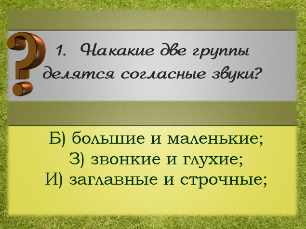 1. Накакие две группы
делятся согласные звуки?
Б) большие и маленькие;
З) звонкие и глухие;
И) заглавные и строчные;